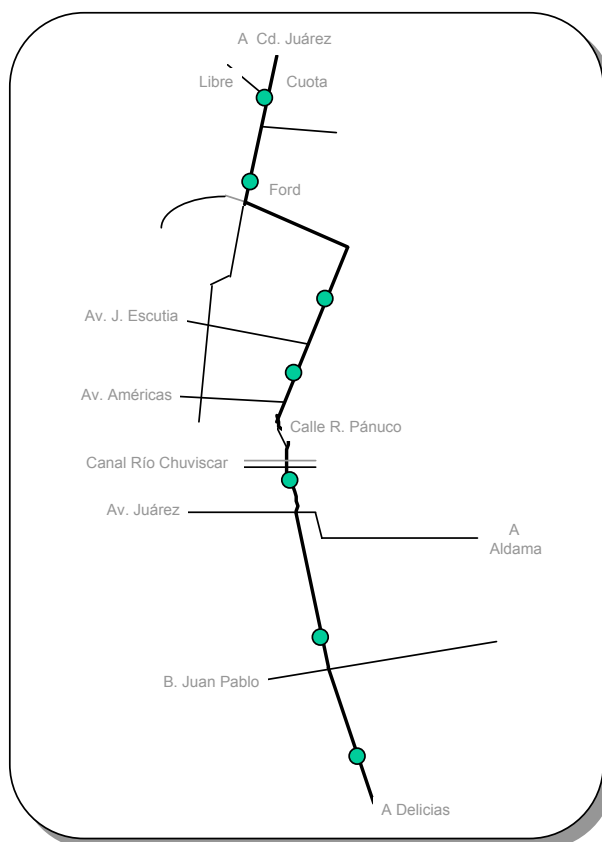 A Cd. Juárez
Libre
Cuota
Ford
Av. J. Escutia
Av. Américas
Calle R. Pánuco
Canal Río Chuviscar
Av. Juárez
A
Aldama
B. Juan Pablo
A Delicias